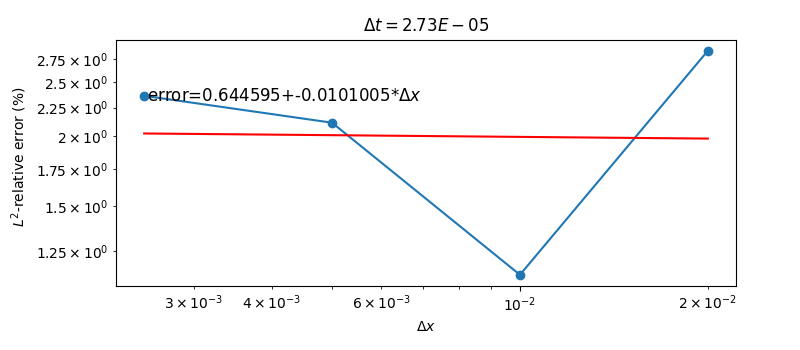 Δt = 2.73E − 05
2.75 × 10⁰
2.5 × 10⁰
2.25 × 10⁰
2 × 10⁰
1.75 × 10⁰
1.5 × 10⁰
1.25 × 10⁰
L²-relative error (%)
error=0.644595+-0.0101005*Δx
3 × 10⁻³
4 × 10⁻³
6 × 10⁻³
10⁻²
2 × 10⁻²
Δx